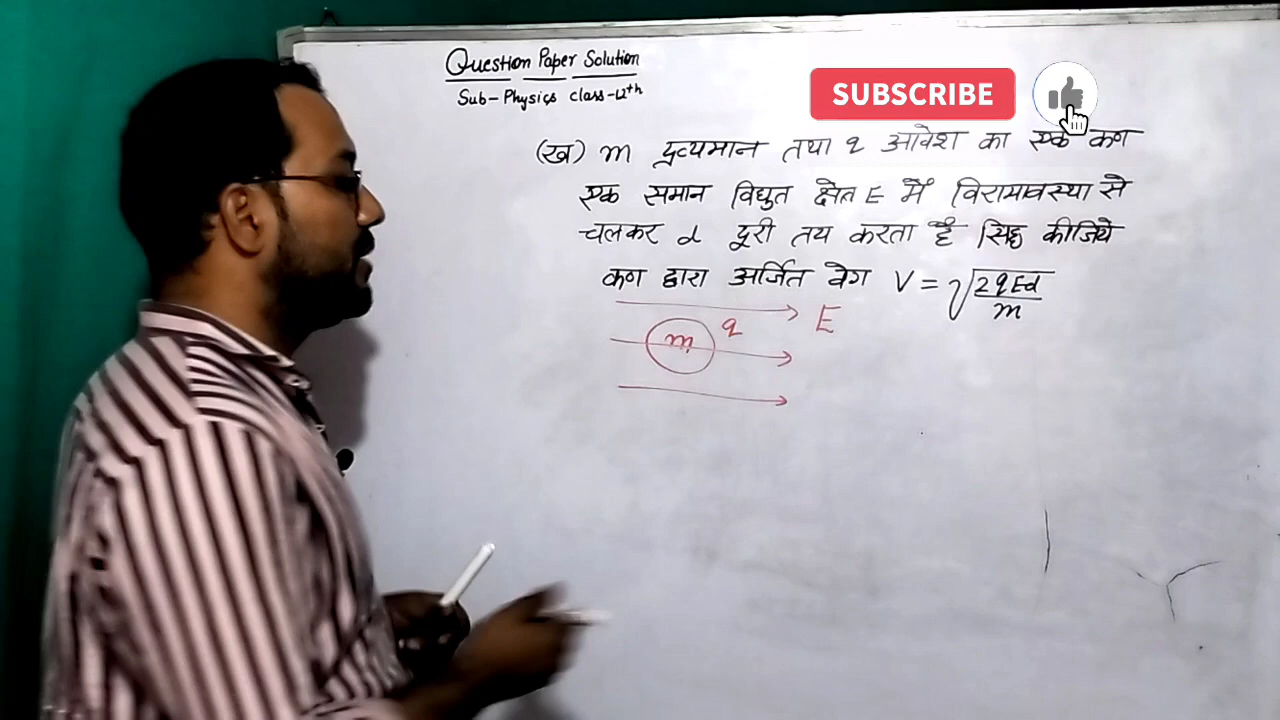 Question Paper Solution
Sub-Physics class-12th
SUBSCRIBE
(ख) m द्रव्यमान तथा q आवेश का एक कण
एक समान विद्युत क्षेत्र E में विरामावस्था से
चलकर d दूरी तय करता है सिद्ध कीजिये
कण द्वारा अर्जित वेग V = √(2qEd/m)
m q E